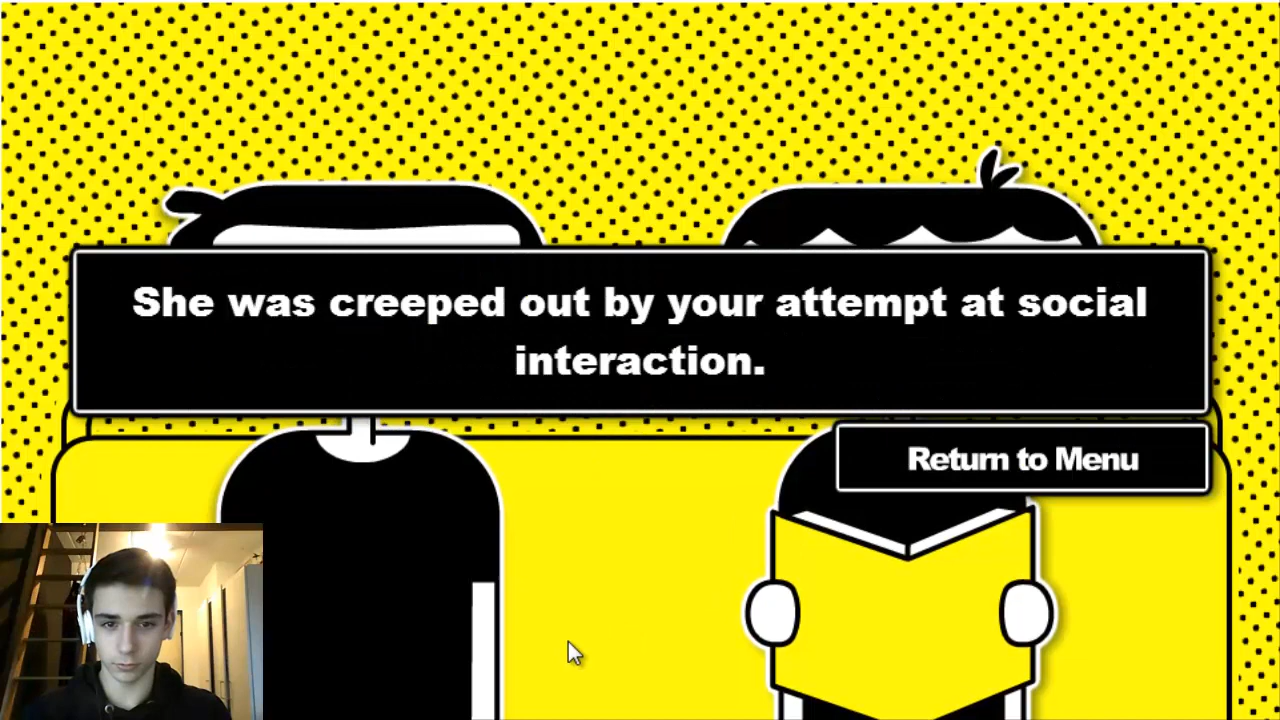 She was creeped out by your attempt at social
interaction.
Return to Menu